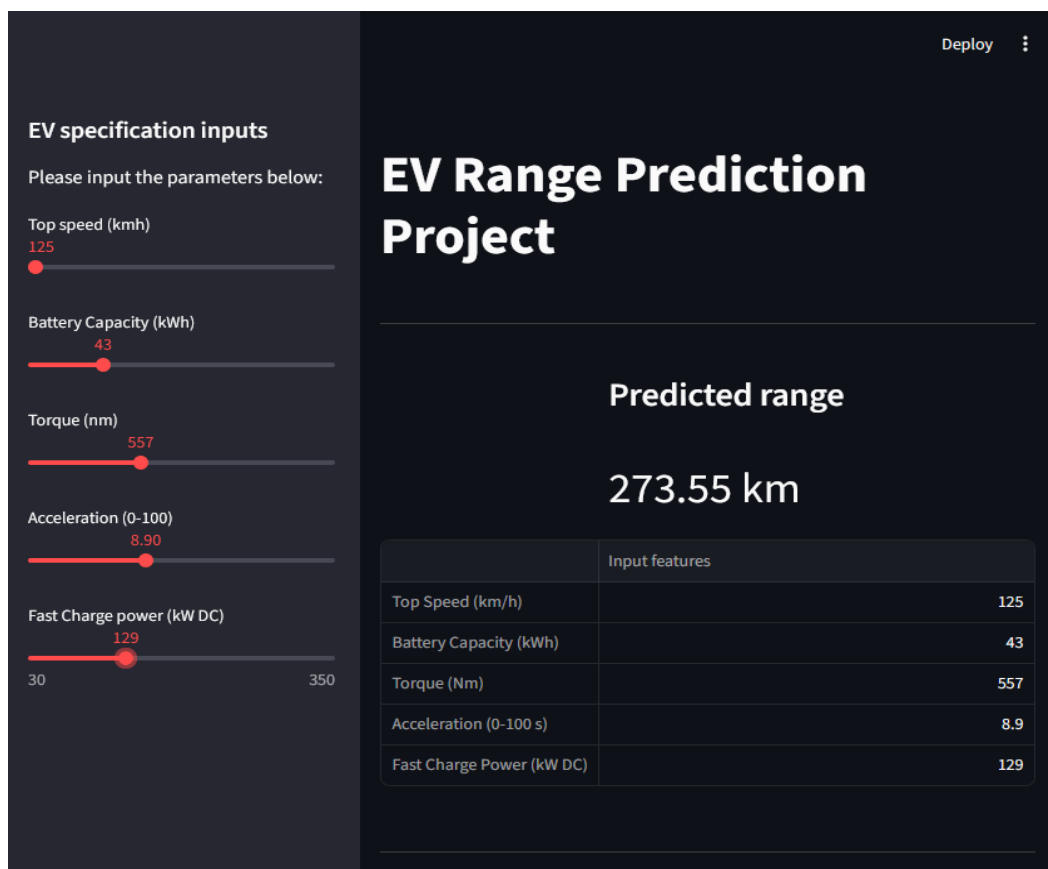 Deploy
EV specification inputs
Please input the parameters below:
Top speed (kmh)
125
Battery Capacity (kWh)
43
Torque (nm)
557
Acceleration (0-100)
8.90
Fast Charge power (kW DC)
129
30 350
EV Range Prediction
Project
Predicted range
273.55 km
Input features
Top Speed (km/h) 125
Battery Capacity (kWh) 43
Torque (Nm) 557
Acceleration (0-100 s) 8.9
Fast Charge Power (kW DC) 129